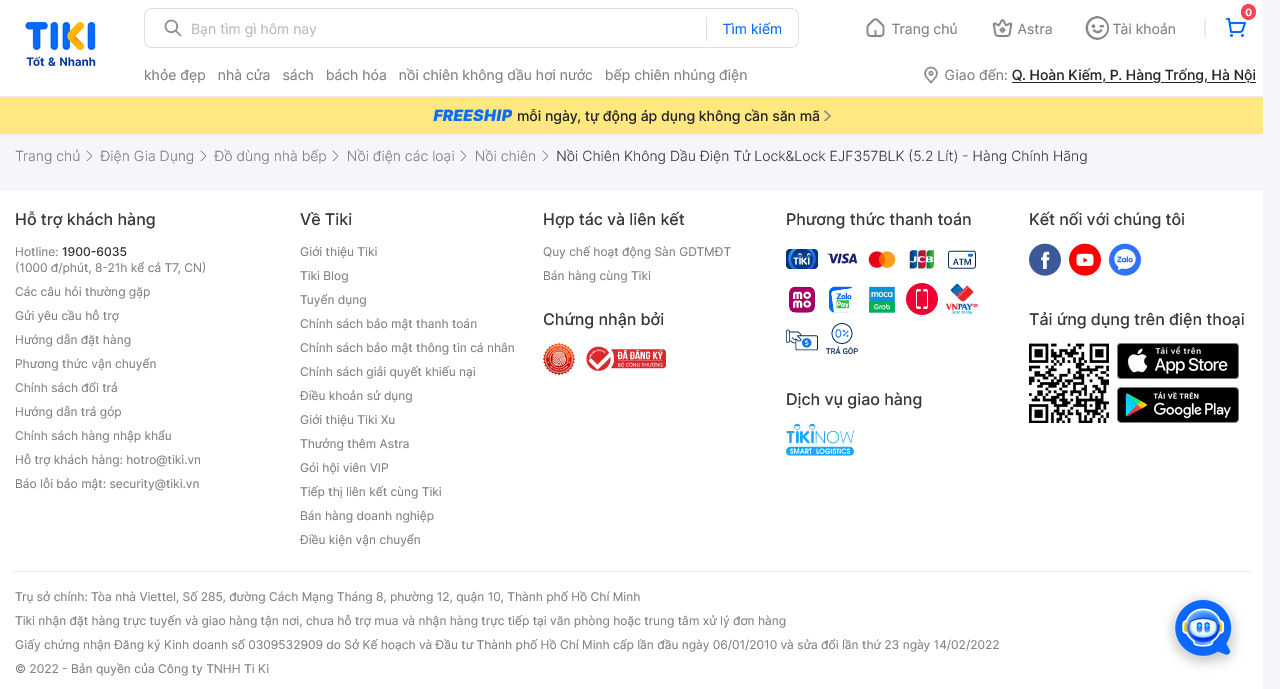 TIKI
Tốt & Nhanh
Bạn tìm gì hôm nay
Tìm kiếm
Trang chủ
Astra
Tài khoản
0
khỏe đẹp nhà cửa sách bách hóa nồi chiên không dầu hơi nước bếp chiên nhúng điện
Giao đến: Q. Hoàn Kiếm, P. Hàng Trống, Hà Nội
FREESHIP mỗi ngày, tự động áp dụng không cần săn mã
Trang chủ > Điện Gia Dụng > Đồ dùng nhà bếp > Nồi điện các loại > Nồi chiên > Nồi Chiên Không Dầu Điện Tử Lock&Lock EJF357BLK (5.2 Lít) - Hàng Chính Hãng
Hỗ trợ khách hàng
Hotline: 1900-6035
(1000 đ/phút, 8-21h kể cả T7, CN)
Các câu hỏi thường gặp
Gửi yêu cầu hỗ trợ
Hướng dẫn đặt hàng
Phương thức vận chuyển
Chính sách đổi trả
Hướng dẫn trả góp
Chính sách hàng nhập khẩu
Hỗ trợ khách hàng: hotro@tiki.vn
Báo lỗi bảo mật: security@tiki.vn
Về Tiki
Giới thiệu Tiki
Tiki Blog
Tuyển dụng
Chính sách bảo mật thanh toán
Chính sách bảo mật thông tin cá nhân
Chính sách giải quyết khiếu nại
Điều khoản sử dụng
Giới thiệu Tiki Xu
Thưởng thêm Astra
Gói hội viên VIP
Tiếp thị liên kết cùng Tiki
Bán hàng doanh nghiệp
Điều kiện vận chuyển
Hợp tác và liên kết
Quy chế hoạt động Sàn GDTMĐT
Bán hàng cùng Tiki
Chứng nhận bởi
ĐÃ ĐĂNG KÝ
BỘ CÔNG THƯƠNG
Phương thức thanh toán
TIKI
VISA
JCB
ATM
mo
mo
Zalo
Pay
moca
Grab
VNPAY
0%
TRẢ GÓP
Dịch vụ giao hàng
TIKINOW
SMART LOGISTICS
Kết nối với chúng tôi
f
Zalo
Tải ứng dụng trên điện thoại
Tải về trên
App Store
TẢI VỀ TRÊN
Google Play
Trụ sở chính: Tòa nhà Viettel, Số 285, đường Cách Mạng Tháng 8, phường 12, quận 10, Thành phố Hồ Chí Minh
Tiki nhận đặt hàng trực tuyến và giao hàng tận nơi, chưa hỗ trợ mua và nhận hàng trực tiếp tại văn phòng hoặc trung tâm xử lý đơn hàng
Giấy chứng nhận Đăng ký Kinh doanh số 0309532909 do Sở Kế hoạch và Đầu tư Thành phố Hồ Chí Minh cấp lần đầu ngày 06/01/2010 và sửa đổi lần thứ 23 ngày 14/02/2022
© 2022 - Bản quyền của Công ty TNHH Ti Ki